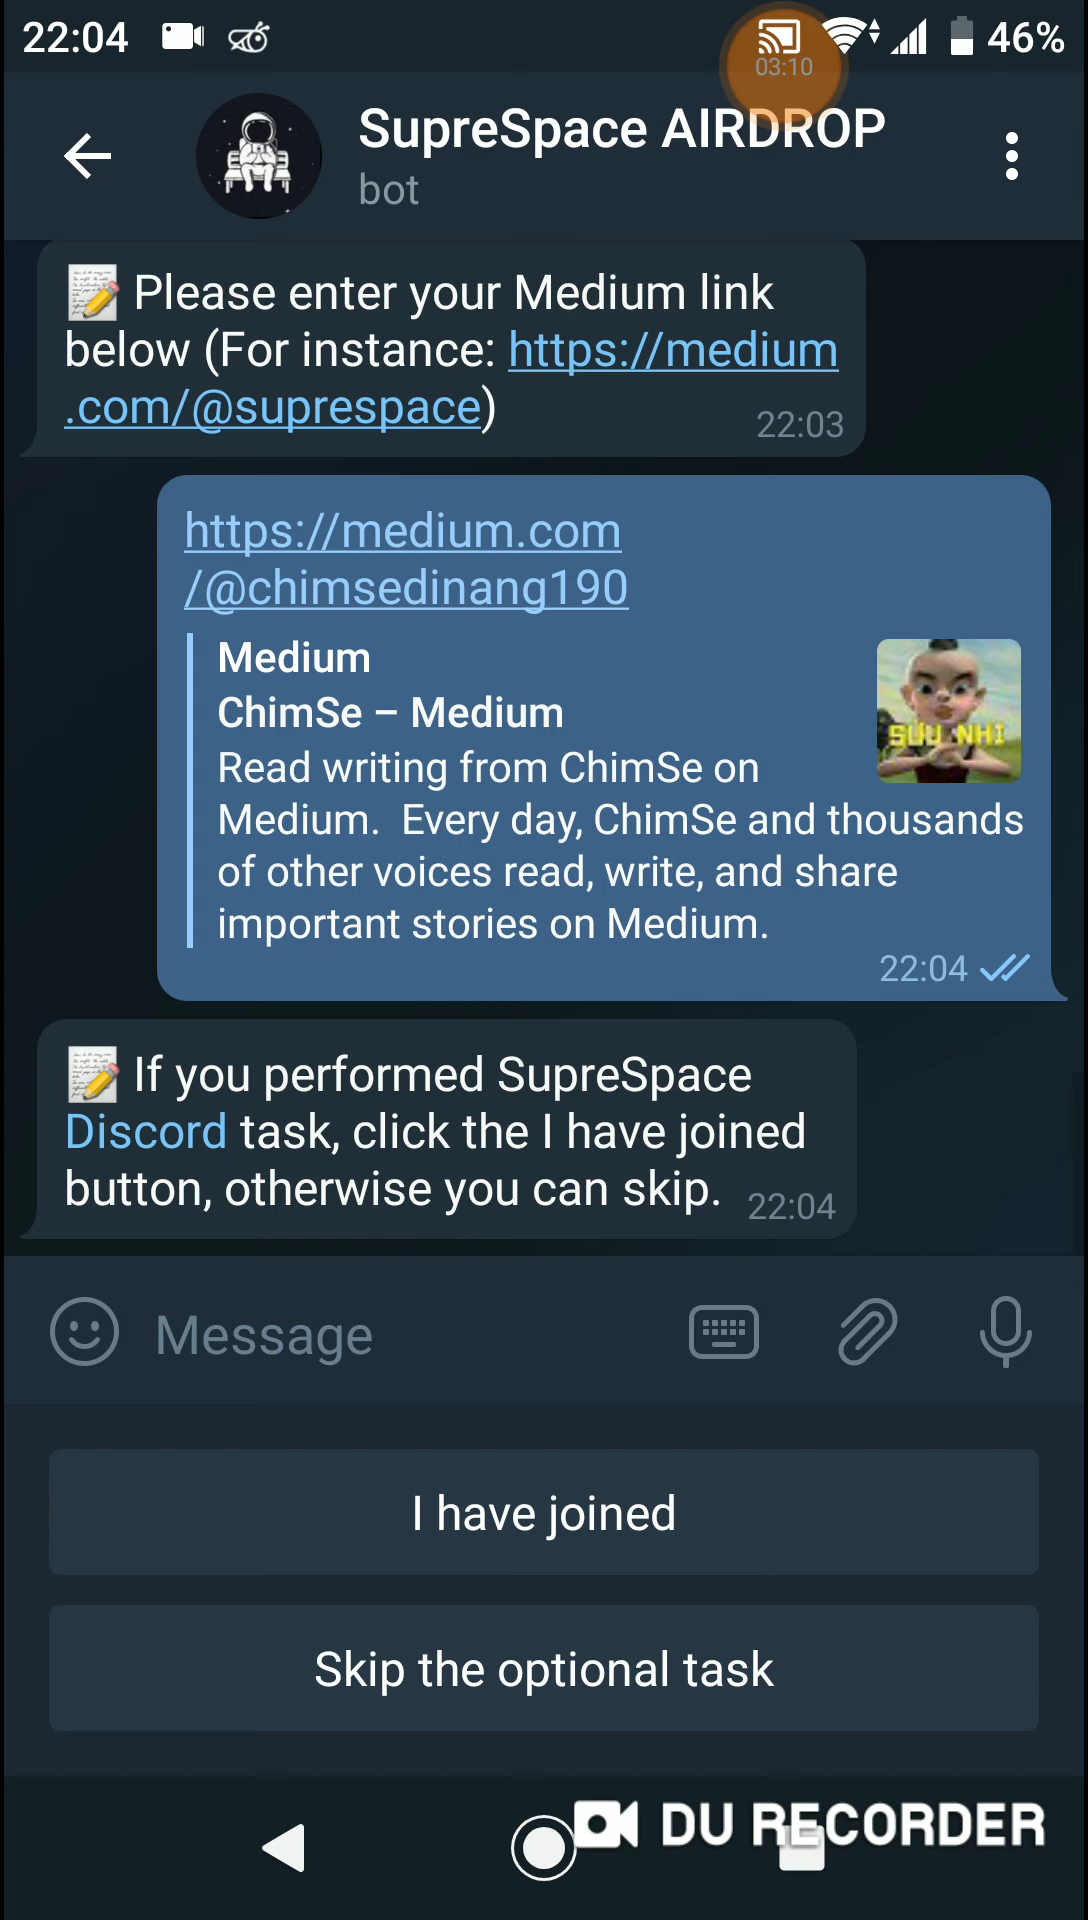 22:04
03:10
46%
SupreSpace AIRDROP
bot
Please enter your Medium link
below (For instance: https://medium
.com/@suprespace)
22:03
https://medium.com
/@chimsedinang190
Medium
ChimSe – Medium
Read writing from ChimSe on
Medium. Every day, ChimSe and thousands
of other voices read, write, and share
important stories on Medium.
SỬU NHI
22:04
If you performed SupreSpace
Discord task, click the I have joined
button, otherwise you can skip.
22:04
Message
I have joined
Skip the optional task
DU RECORDER